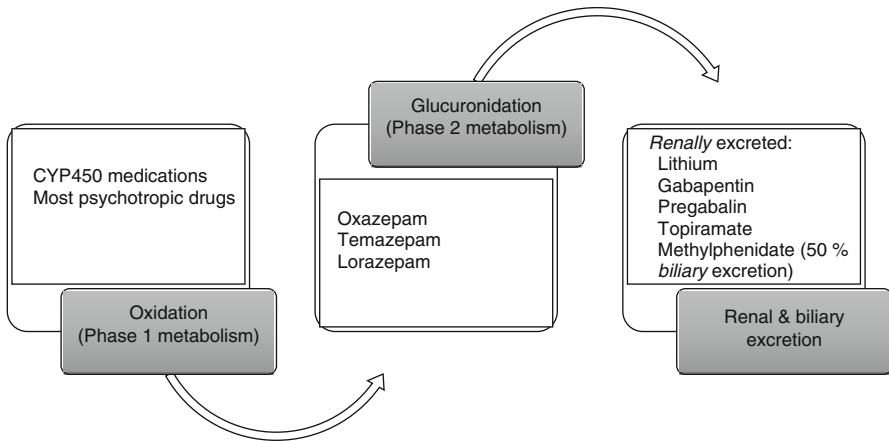 CYP450 medications
Most psychotropic drugs
Oxidation
(Phase 1 metabolism)
Glucuronidation
(Phase 2 metabolism)
Oxazepam
Temazepam
Lorazepam
Renally excreted:
Lithium
Gabapentin
Pregabalin
Topiramate
Methylphenidate (50 %
biliary excretion)
Renal & biliary
excretion